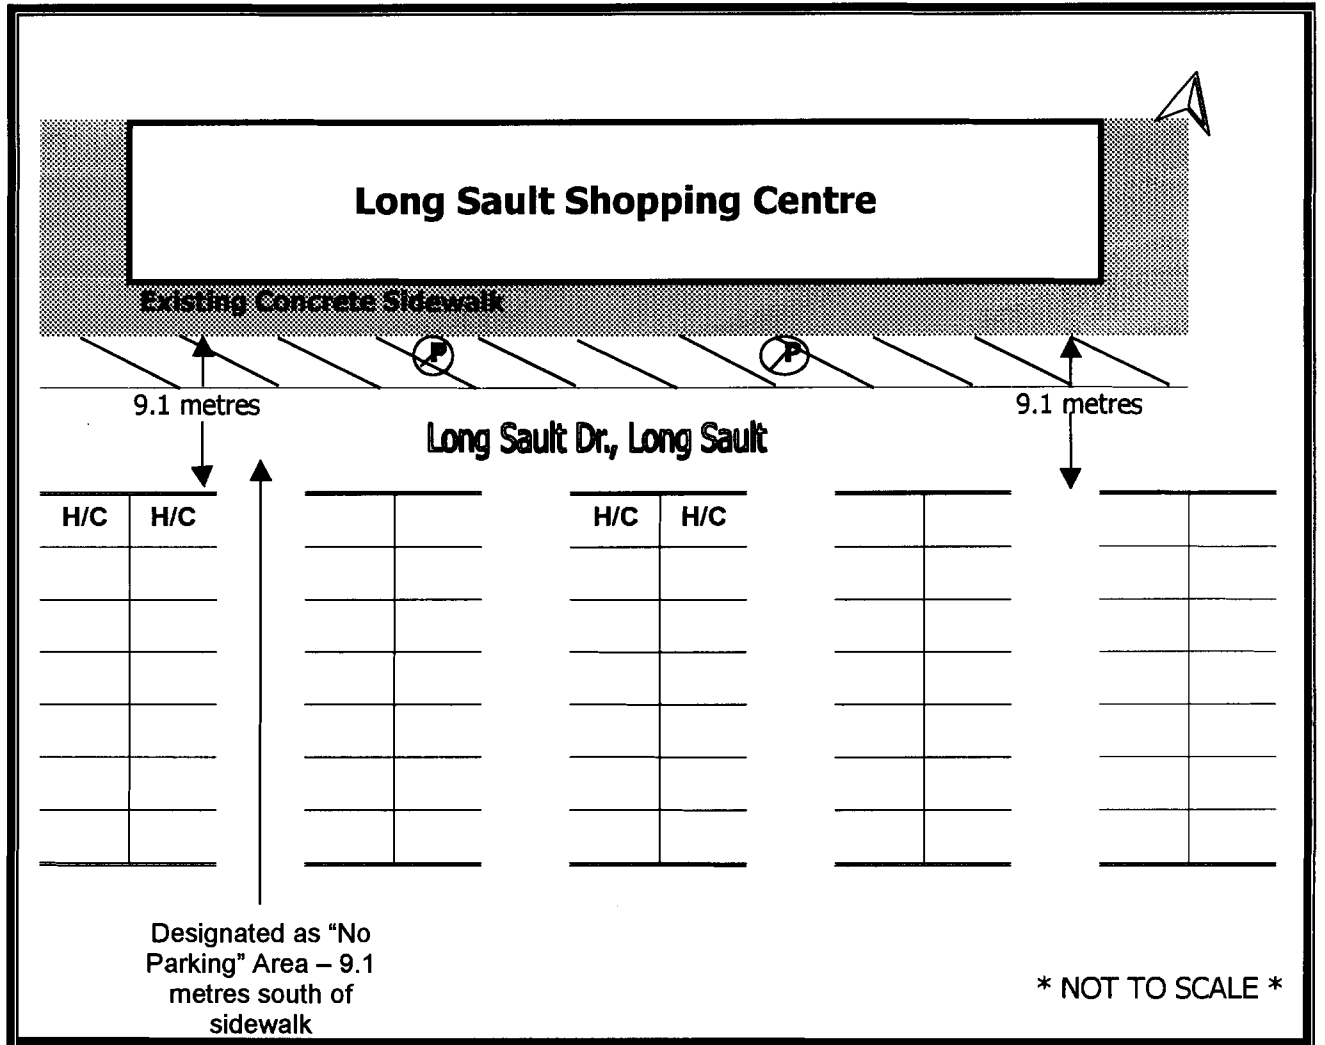 Long Sault Shopping Centre
Existing Concrete Sidewalk
P P
9.1 metres 9.1 metres
Long Sault Dr., Long Sault
H/C H/C H/C H/C
Designated as “No
Parking” Area – 9.1
metres south of
sidewalk
* NOT TO SCALE *